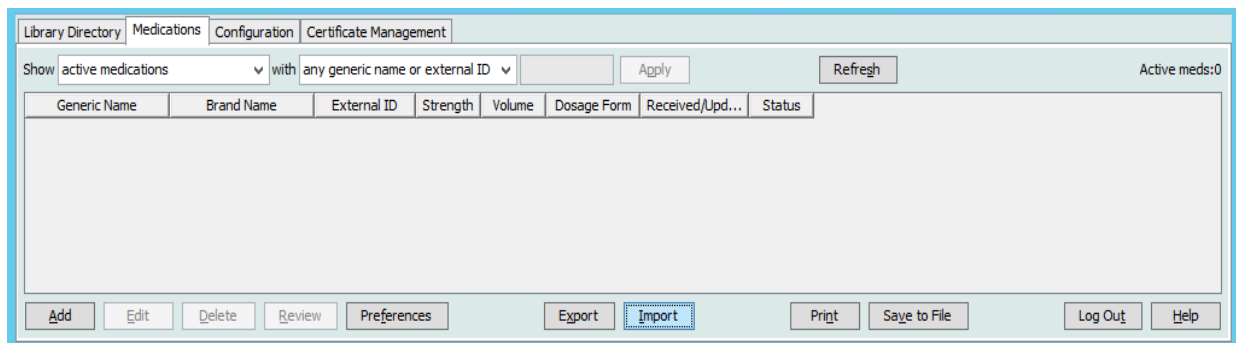 Library Directory Medications Configuration Certificate Management
Show active medications with any generic name or external ID Apply Refresh Active meds:0
Generic Name Brand Name External ID Strength Volume Dosage Form Received/Upd... Status
Add Edit Delete Review Preferences Export Import Print Save to File Log Out Help